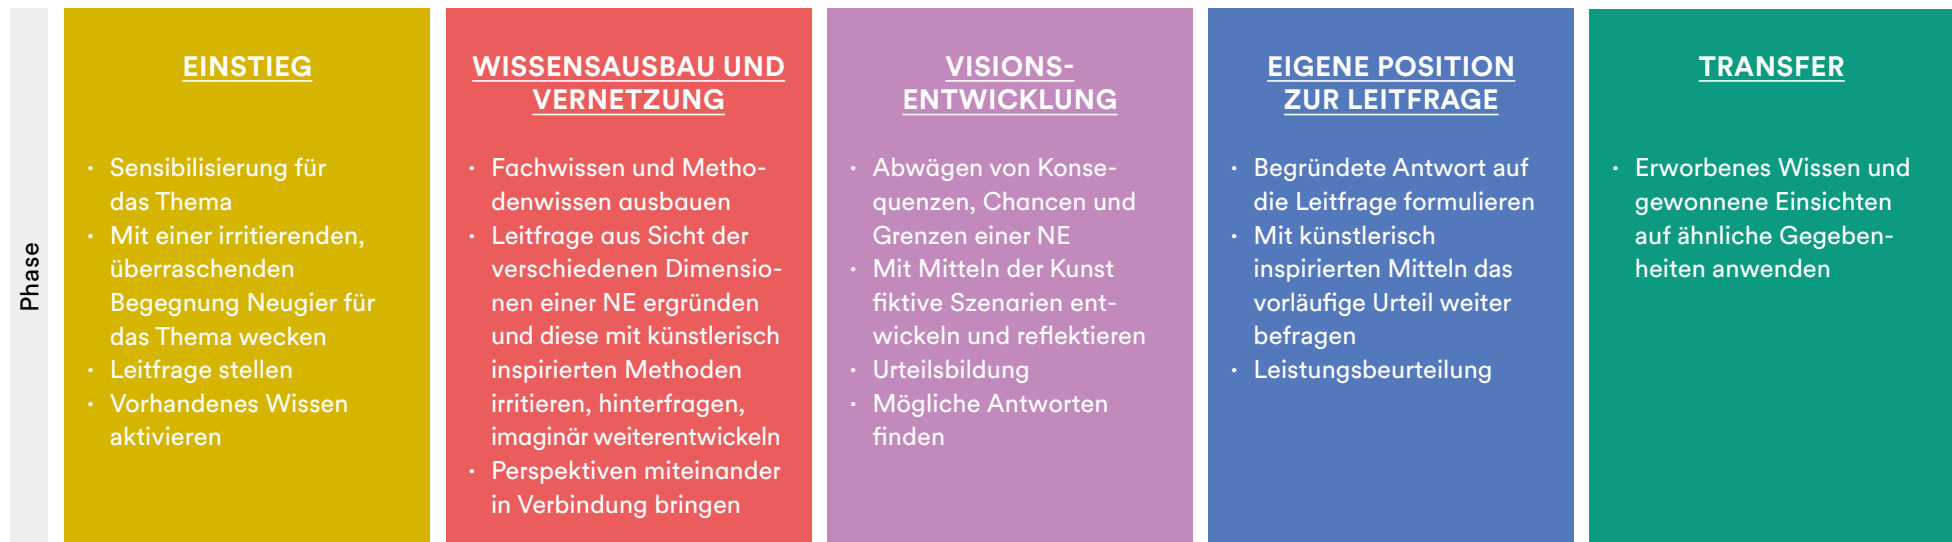 Phase
EINSTIEG
· Sensibilisierung für
das Thema
· Mit einer irritierenden,
überraschenden
Begegnung Neugier für
das Thema wecken
· Leitfrage stellen
· Vorhandenes Wissen
aktivieren
WISSENSAUSBAU UND
VERNETZUNG
· Fachwissen und Metho-
denwissen ausbauen
· Leitfrage aus Sicht der
verschiedenen Dimensio-
nen einer NE ergründen
und diese mit künstlerisch
inspirierten Methoden
irritieren, hinterfragen,
imaginär weiterentwickeln
· Perspektiven miteinander
in Verbindung bringen
VISIONS-
ENTWICKLUNG
· Abwägen von Konse-
quenzen, Chancen und
Grenzen einer NE
· Mit Mitteln der Kunst
fiktive Szenarien ent-
wickeln und reflektieren
· Urteilsbildung
· Mögliche Antworten
finden
EIGENE POSITION
ZUR LEITFRAGE
· Begründete Antwort auf
die Leitfrage formulieren
· Mit künstlerisch
inspirierten Mitteln das
vorläufige Urteil weiter
befragen
· Leistungsbeurteilung
TRANSFER
· Erworbenes Wissen und
gewonnene Einsichten
auf ähnliche Gegeben-
heiten anwenden